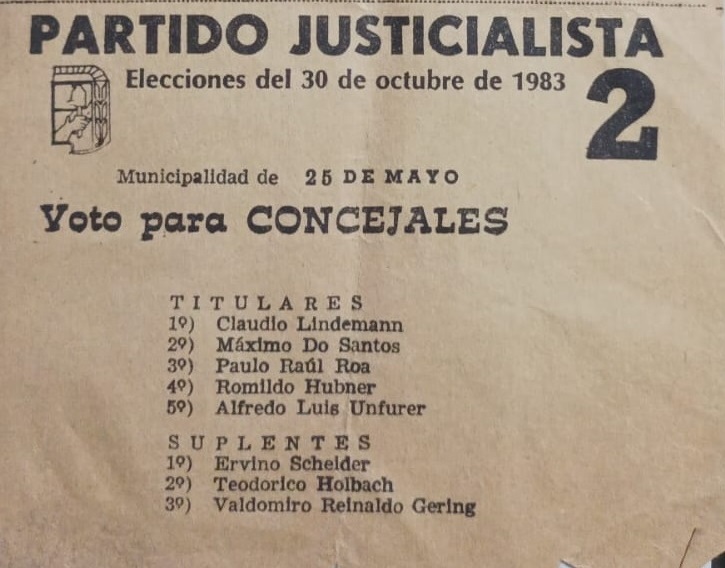 PARTIDO JUSTICIALISTA
Elecciones del 30 de octubre de 1983
2
Municipalidad de 25 DE MAYO
Voto para CONCEJALES
TITULARES
1º) Claudio Lindemann
2º) Máximo Do Santos
3º) Paulo Raúl Roa
4º) Romildo Hubner
5º) Alfredo Luis Unfurer
SUPLENTES
1º) Ervino Scheider
2º) Teodorico Holbach
3º) Valdomiro Reinaldo Gering